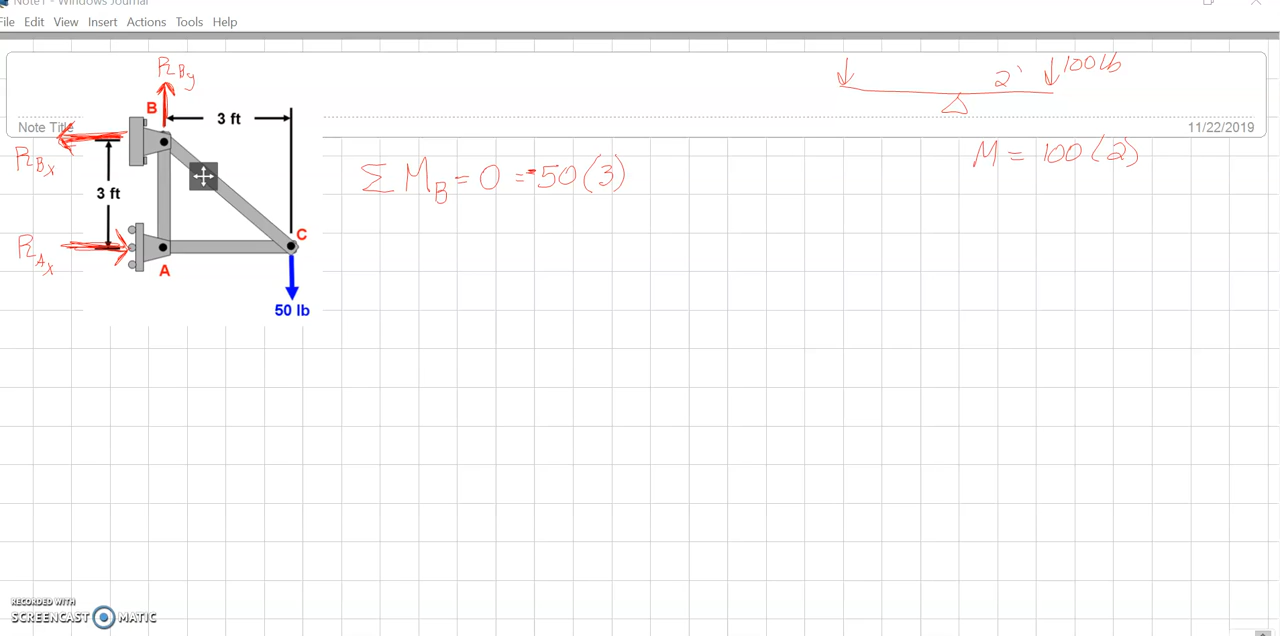 Note1 - Windows Journal
File Edit View Insert Actions Tools Help
R_By
B
3 ft
2' 100 lb
Note Title
11/22/2019
R_Bx
M = 100(2)
Σ M_B = 0 = -50(3)
3 ft
C
R_Ax
A
50 lb
RECORDED WITH
SCREENCAST MATIC